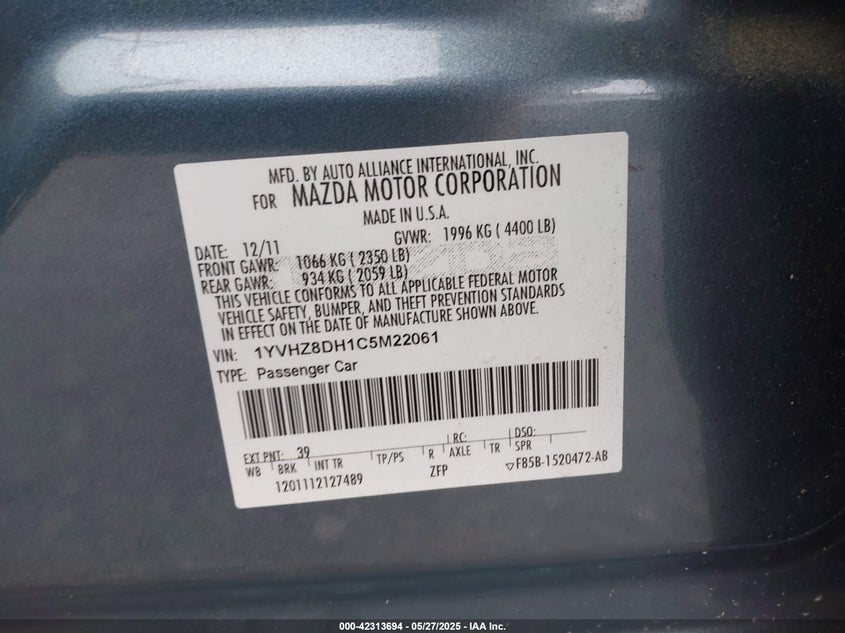 MFD. BY AUTO ALLIANCE INTERNATIONAL, INC.
FOR MAZDA MOTOR CORPORATION
MADE IN U.S.A.
DATE: 12/11 GVWR: 1996 KG ( 4400 LB)
FRONT GAWR: 1066 KG ( 2350 LB)
REAR GAWR: 934 KG ( 2059 LB)
THIS VEHICLE CONFORMS TO ALL APPLICABLE FEDERAL MOTOR
VEHICLE SAFETY, BUMPER, AND THEFT PREVENTION STANDARDS
IN EFFECT ON THE DATE OF MANUFACTURE SHOWN ABOVE.
VIN: 1YVHZ8DH1C5M22061
TYPE: Passenger Car
EXT PNT: 39 RC: DSO:
WB BRK INT TR TP/PS R AXLE TR SPR
1201112127489 ZFP ▽FB5B-1520472-AB
000-42313694 - 05/27/2025 - IAA Inc.